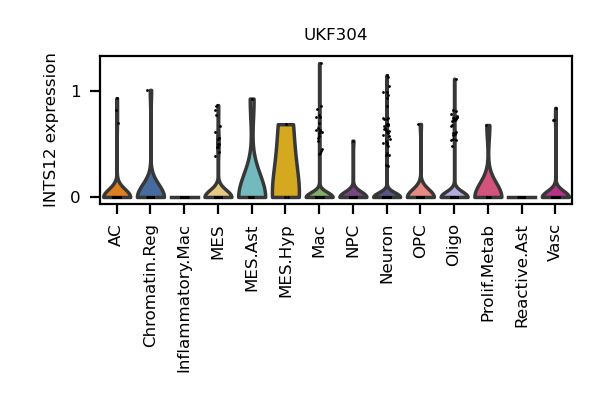 UKF304
INTS12 expression
1
0
AC
Chromatin.Reg
Inflammatory.Mac
MES
MES.Ast
MES.Hyp
Mac
NPC
Neuron
OPC
Oligo
Prolif.Metab
Reactive.Ast
Vasc